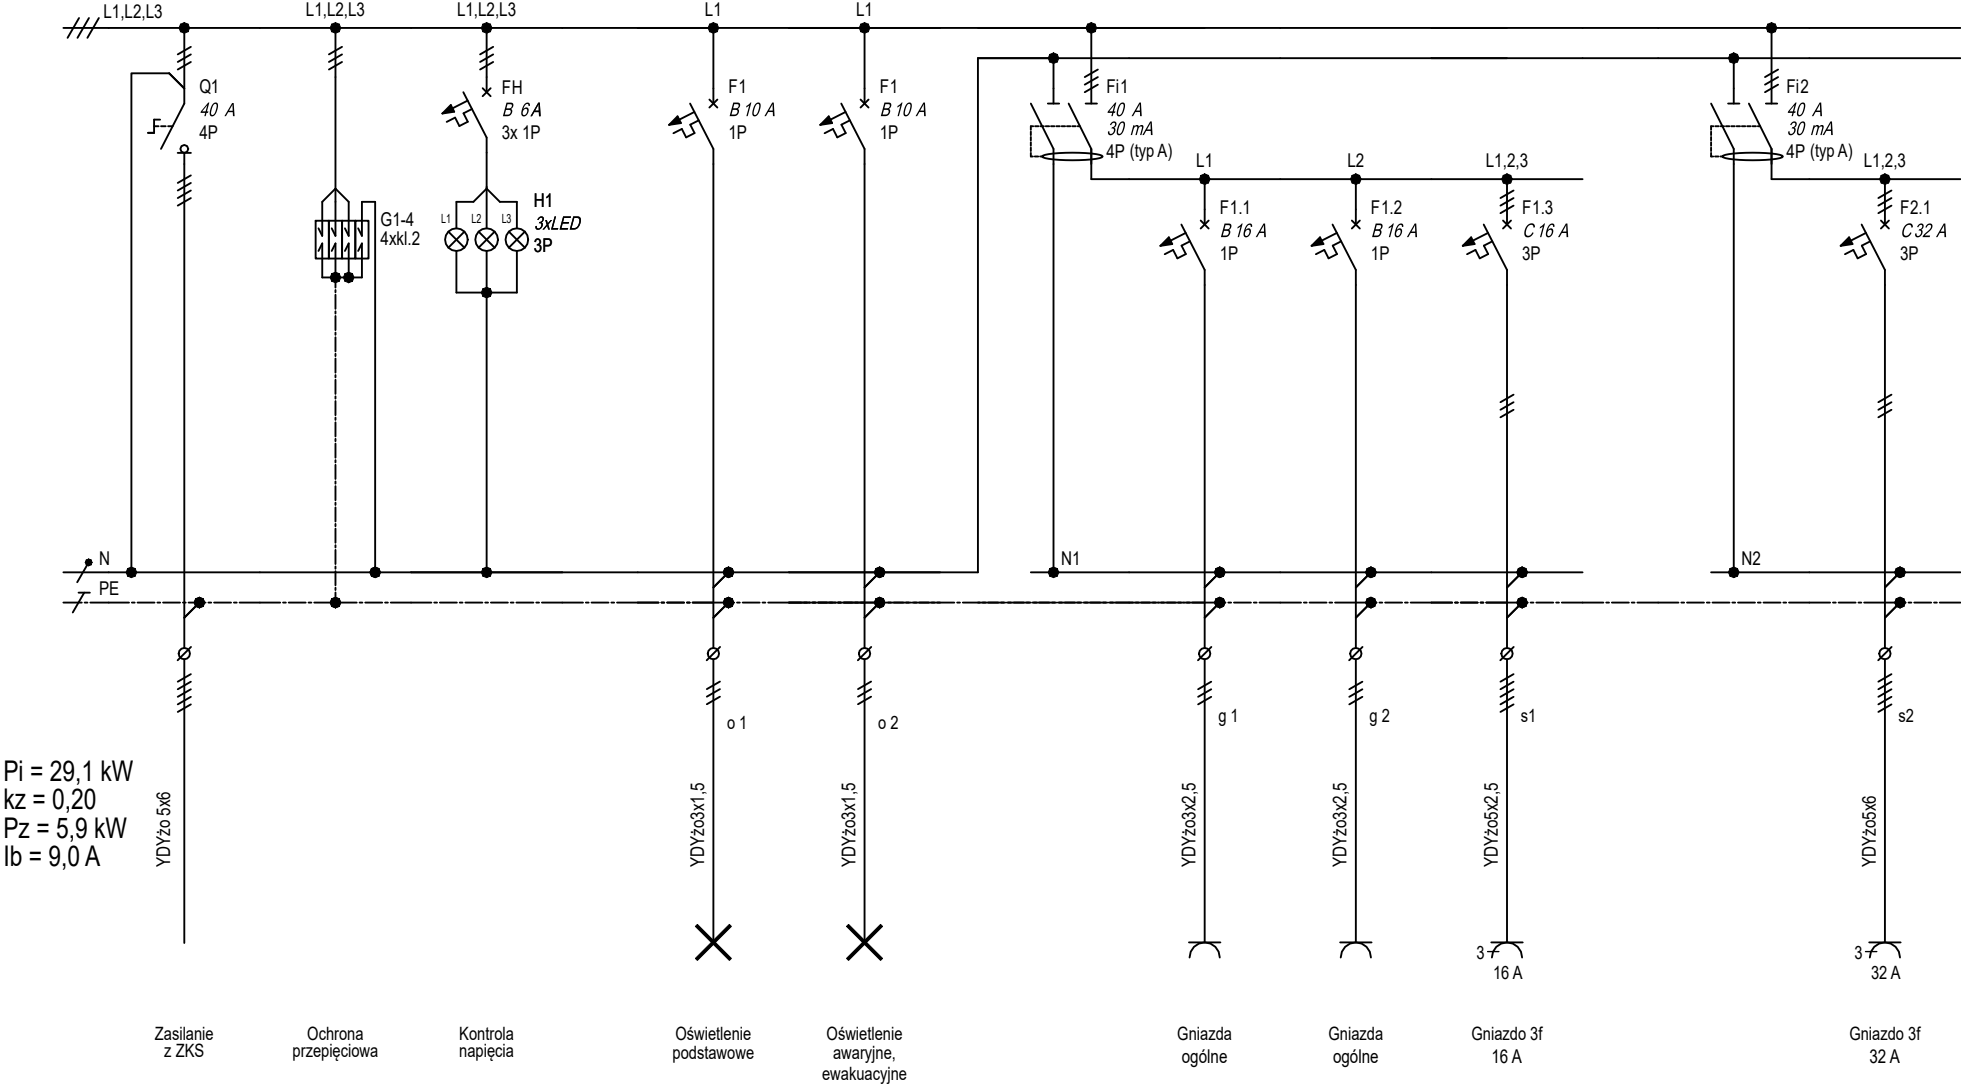 L1,L2,L3
L1,L2,L3
L1,L2,L3
L1
L1
Q1
40 A
4P
G1-4
4xkl.2
FH
B 6A
3x 1P
L1
L2
L3
H1
3xLED
3P
F1
B 10 A
1P
F1
B 10 A
1P
Fi1
40 A
30 mA
4P (typ A)
L1
L2
L1,2,3
F1.1
B 16 A
1P
F1.2
B 16 A
1P
F1.3
C 16 A
3P
Fi2
40 A
30 mA
4P (typ A)
L1,2,3
F2.1
C 32 A
3P
N
PE
N1
N2
o 1
o 2
g 1
g 2
s1
s2
Pi = 29,1 kW
kz = 0,20
Pz = 5,9 kW
Ib = 9,0 A
YDYżo 5x6
YDYżo3x1,5
YDYżo3x1,5
YDYżo3x2,5
YDYżo3x2,5
YDYżo5x2,5
YDYżo5x6
3
16 A
3
32 A
Zasilanie
z ZKS
Ochrona
przepięciowa
Kontrola
napięcia
Oświetlenie
podstawowe
Oświetlenie
awaryjne,
ewakuacyjne
Gniazda
ogólne
Gniazda
ogólne
Gniazdo 3f
16 A
Gniazdo 3f
32 A